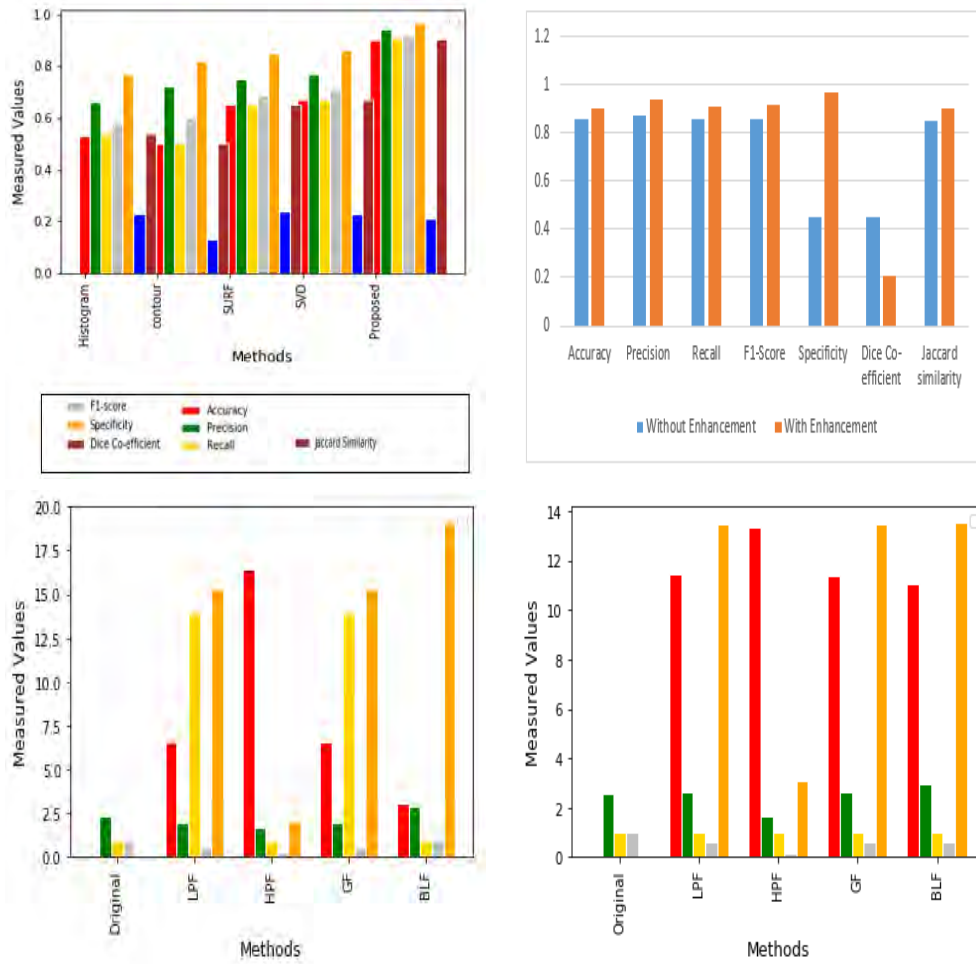 1.0
0.8
0.6
0.4
0.2
0.0
Measured Values
Histogram
contour
SURF
SVD
Proposed
Methods
F1-score
Specificity
Dice Co-efficient
Accuracy
Precision
Recall
Jaccard Similarity
1.2
1
0.8
0.6
0.4
0.2
0
Accuracy
Precision
Recall
F1-Score
Specificity
Dice Co-
efficient
Jaccard
similarity
Without Enhancement
With Enhancement
20.0
17.5
15.0
12.5
10.0
7.5
5.0
2.5
0.0
Measured Values
Original
LPF
HPF
GF
BLF
Methods
14
12
10
8
6
4
2
0
Measured Values
Original
LPF
HPF
GF
BLF
Methods